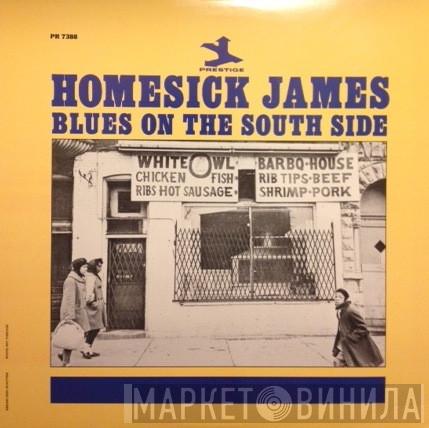 PR 7388
PRESTIGE
HOMESICK JAMES
BLUES ON THE SOUTH SIDE
WHITE OWL BARBQ-HOUSE
CHICKEN FISH RIB TIPS-BEEF
RIBS HOT SAUSAGE SHRIMP-PORK
МАРКЕТ ВИНИЛА